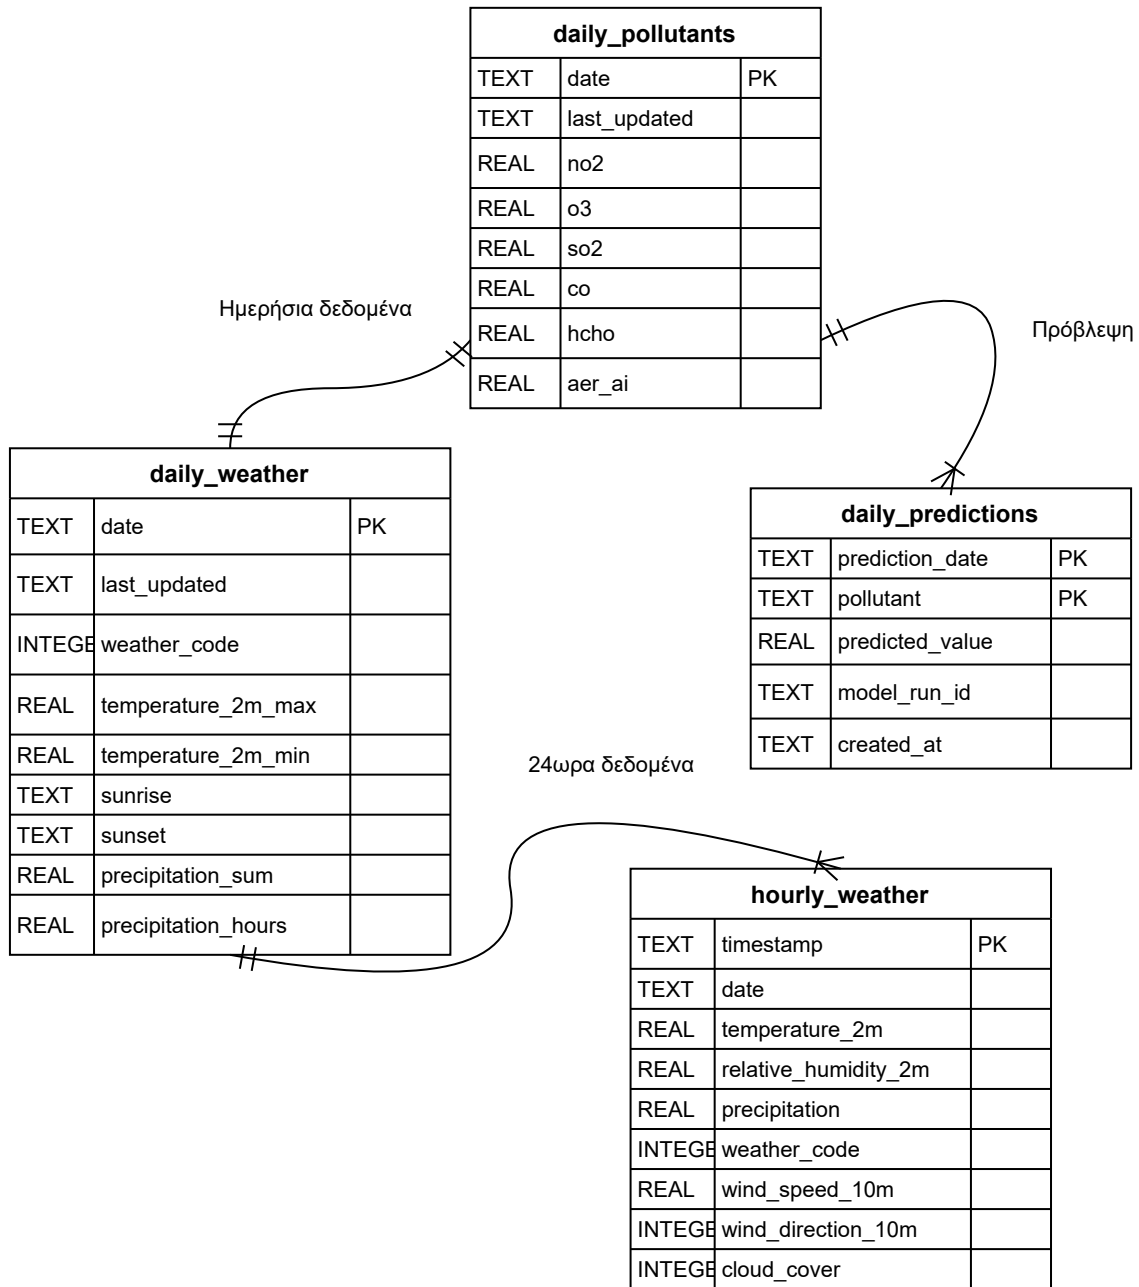 daily_pollutants
TEXT date PK
TEXT last_updated
REAL no2
REAL o3
REAL so2
REAL co
REAL hcho
REAL aer_ai
Ημερήσια δεδομένα
Πρόβλεψη
daily_weather
TEXT date PK
TEXT last_updated
INTEGE weather_code
REAL temperature_2m_max
REAL temperature_2m_min
TEXT sunrise
TEXT sunset
REAL precipitation_sum
REAL precipitation_hours
daily_predictions
TEXT prediction_date PK
TEXT pollutant PK
REAL predicted_value
TEXT model_run_id
TEXT created_at
24ωρα δεδομένα
hourly_weather
TEXT timestamp PK
TEXT date
REAL temperature_2m
REAL relative_humidity_2m
REAL precipitation
INTEGE weather_code
REAL wind_speed_10m
INTEGE wind_direction_10m
INTEGE cloud_cover